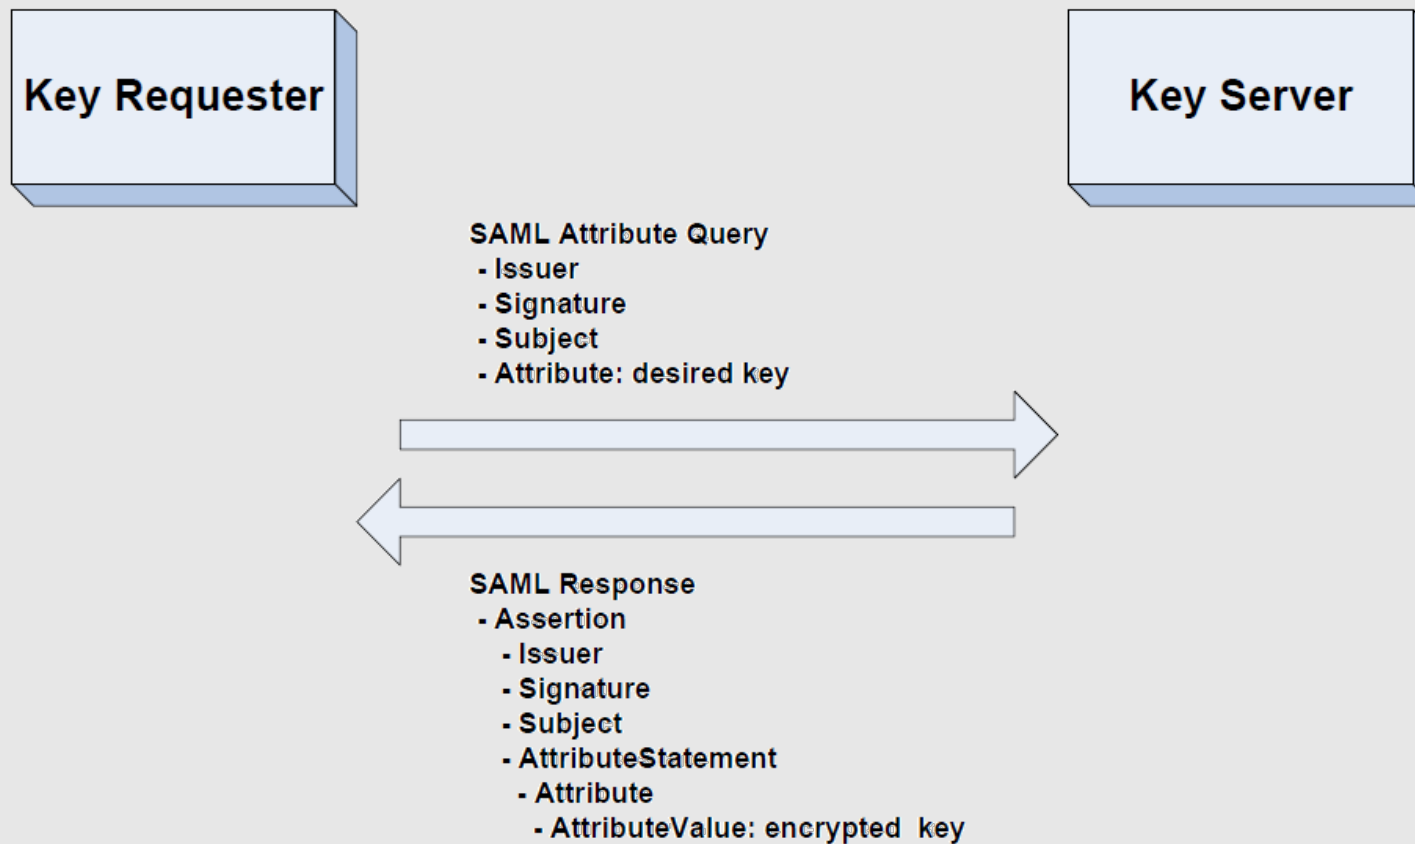 Key Requester
Key Server
SAML Attribute Query
- Issuer
- Signature
- Subject
- Attribute: desired key
SAML Response
- Assertion
- Issuer
- Signature
- Subject
- AttributeStatement
- Attribute
- AttributeValue: encrypted key